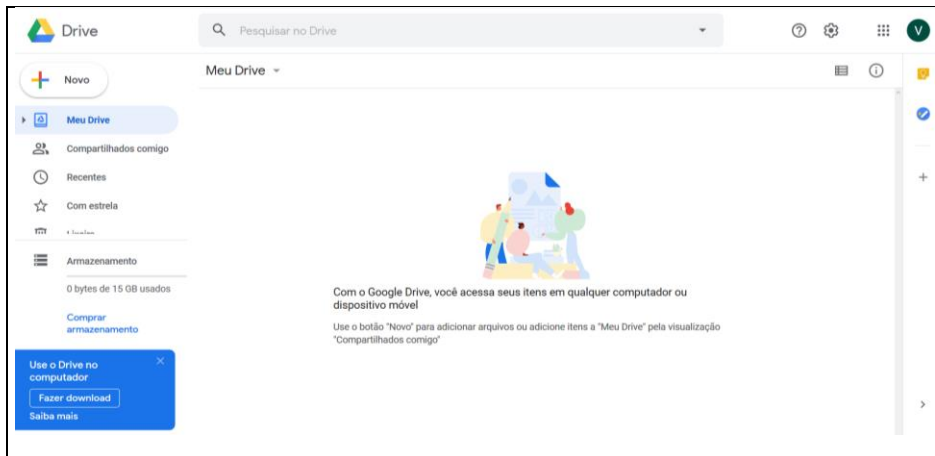 Drive
Pesquisar no Drive
V
Novo
Meu Drive
Meu Drive
Compartilhados comigo
Recentes
Com estrela
Armazenamento
0 bytes de 15 GB usados
Comprar
armazenamento
Com o Google Drive, você acessa seus itens em qualquer computador ou
dispositivo móvel
Use o botão "Novo" para adicionar arquivos ou adicione itens a "Meu Drive" pela visualização
"Compartilhados comigo"
Use o Drive no
computador
Fazer download
Saiba mais